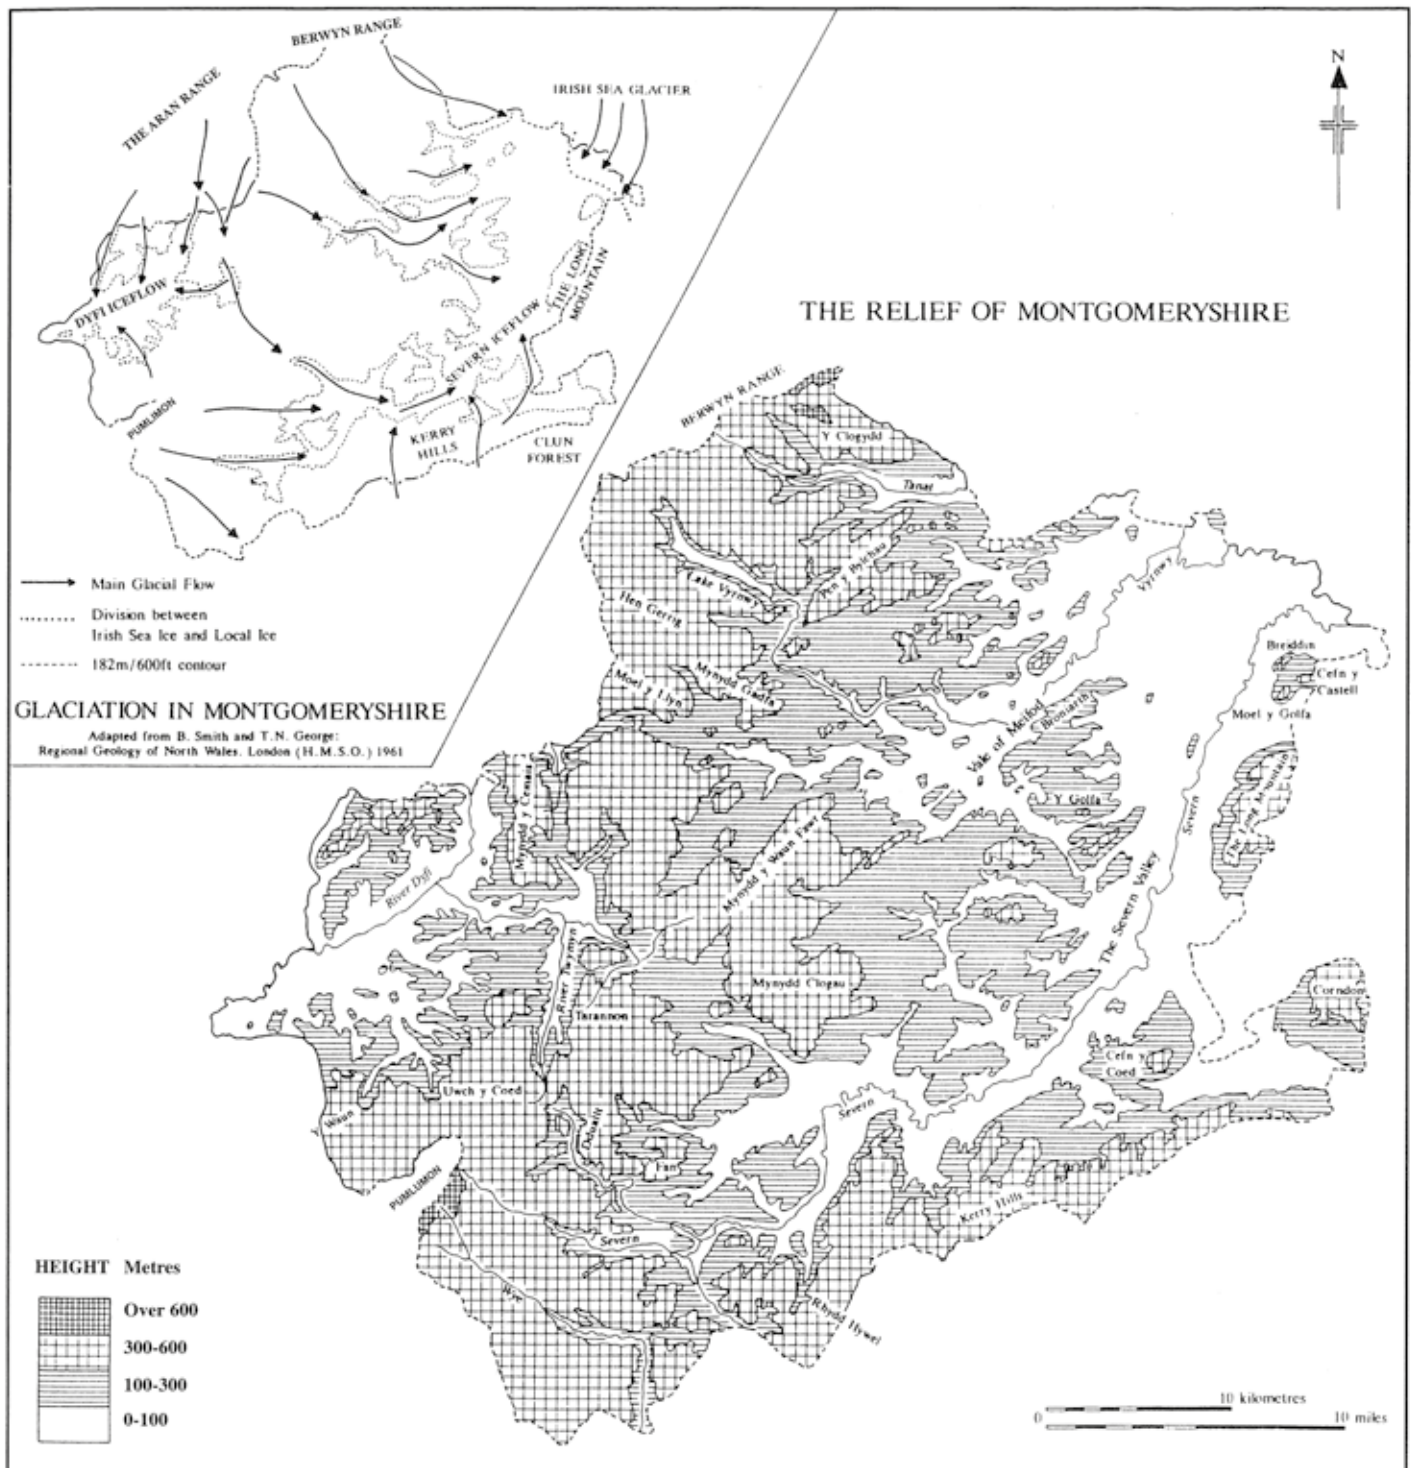 BERWYN RANGE
THE ARAN RANGE
IRISH SEA GLACIER
DYFI ICEFLOW
THE LONG
MOUNTAIN
SEVERN ICEFLOW
PUMLIMON
KERRY
HILLS
CLUN
FOREST
Main Glacial Flow
Division between
Irish Sea Ice and Local Ice
182m/600ft contour
GLACIATION IN MONTGOMERYSHIRE
Adapted from B. Smith and T.N. George:
Regional Geology of North Wales. London (H.M.S.O.) 1961
N
THE RELIEF OF MONTGOMERYSHIRE
BERWYN RANGE
Y Clogydd
Tanat
Pen y Bylchau
Lake Vyrnwy
Hen Gerrig
Vyrnwy
Moel y Llyn
Mynydd Gadfa
Breiddin
Cefn y
Castell
Moel y Golfa
Vale of Meifod
Broniarth
Y Golfa
The Long Mountain
Severn
Mynydd y Cemais
Mynydd y Waun Fawr
River Dyfi
The Severn Valley
River Twymyn
Mynydd Clogau
Tarannon
Corndon
Cefn y
Coed
Uwch y Coed
Y Waun
Severn
Dduallt
Fan
PUMLUMON
Kerry Hills
Severn
Wye
Rhydd Hywel
HEIGHT Metres
Over 600
300-600
100-300
0-100
10 kilometres
0
10 miles